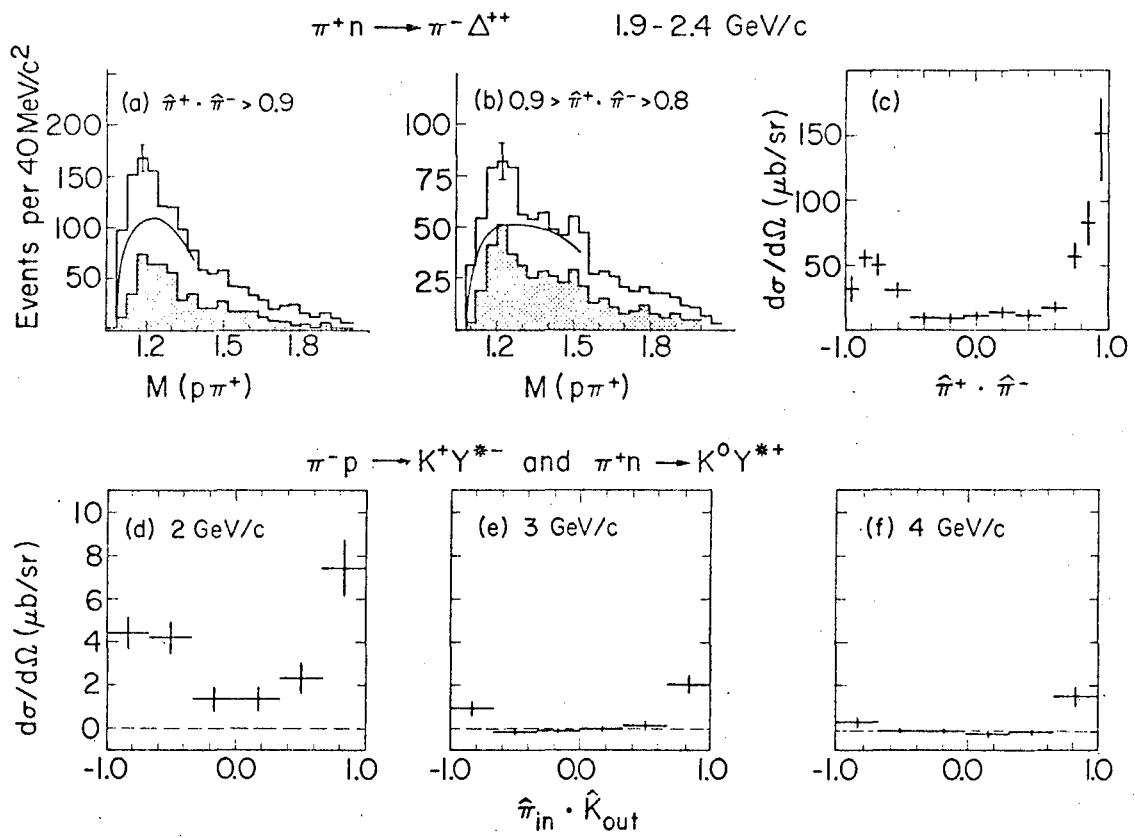 π⁺n → π⁻Δ⁺⁺ 1.9-2.4 GeV/c
Events per 40 MeV/c²
(a) π̂⁺ · π̂⁻ > 0.9
200
150
100
50
1.2 1.5 1.8
M (pπ⁺)
(b) 0.9 > π̂⁺ · π̂⁻ > 0.8
100
75
50
25
1.2 1.5 1.8
M (pπ⁺)
dσ/dΩ (μb/sr)
(c)
150
100
50
-1.0 0.0 1.0
π̂⁺ · π̂⁻
π⁻p → K⁺Y*⁻ and π⁺n → K⁰Y*⁺
dσ/dΩ (μb/sr)
(d) 2 GeV/c
10
8
6
4
2
0
-1.0 0.0 1.0
(e) 3 GeV/c
-1.0 0.0 1.0
(f) 4 GeV/c
-1.0 0.0 1.0
π̂in · K̂out